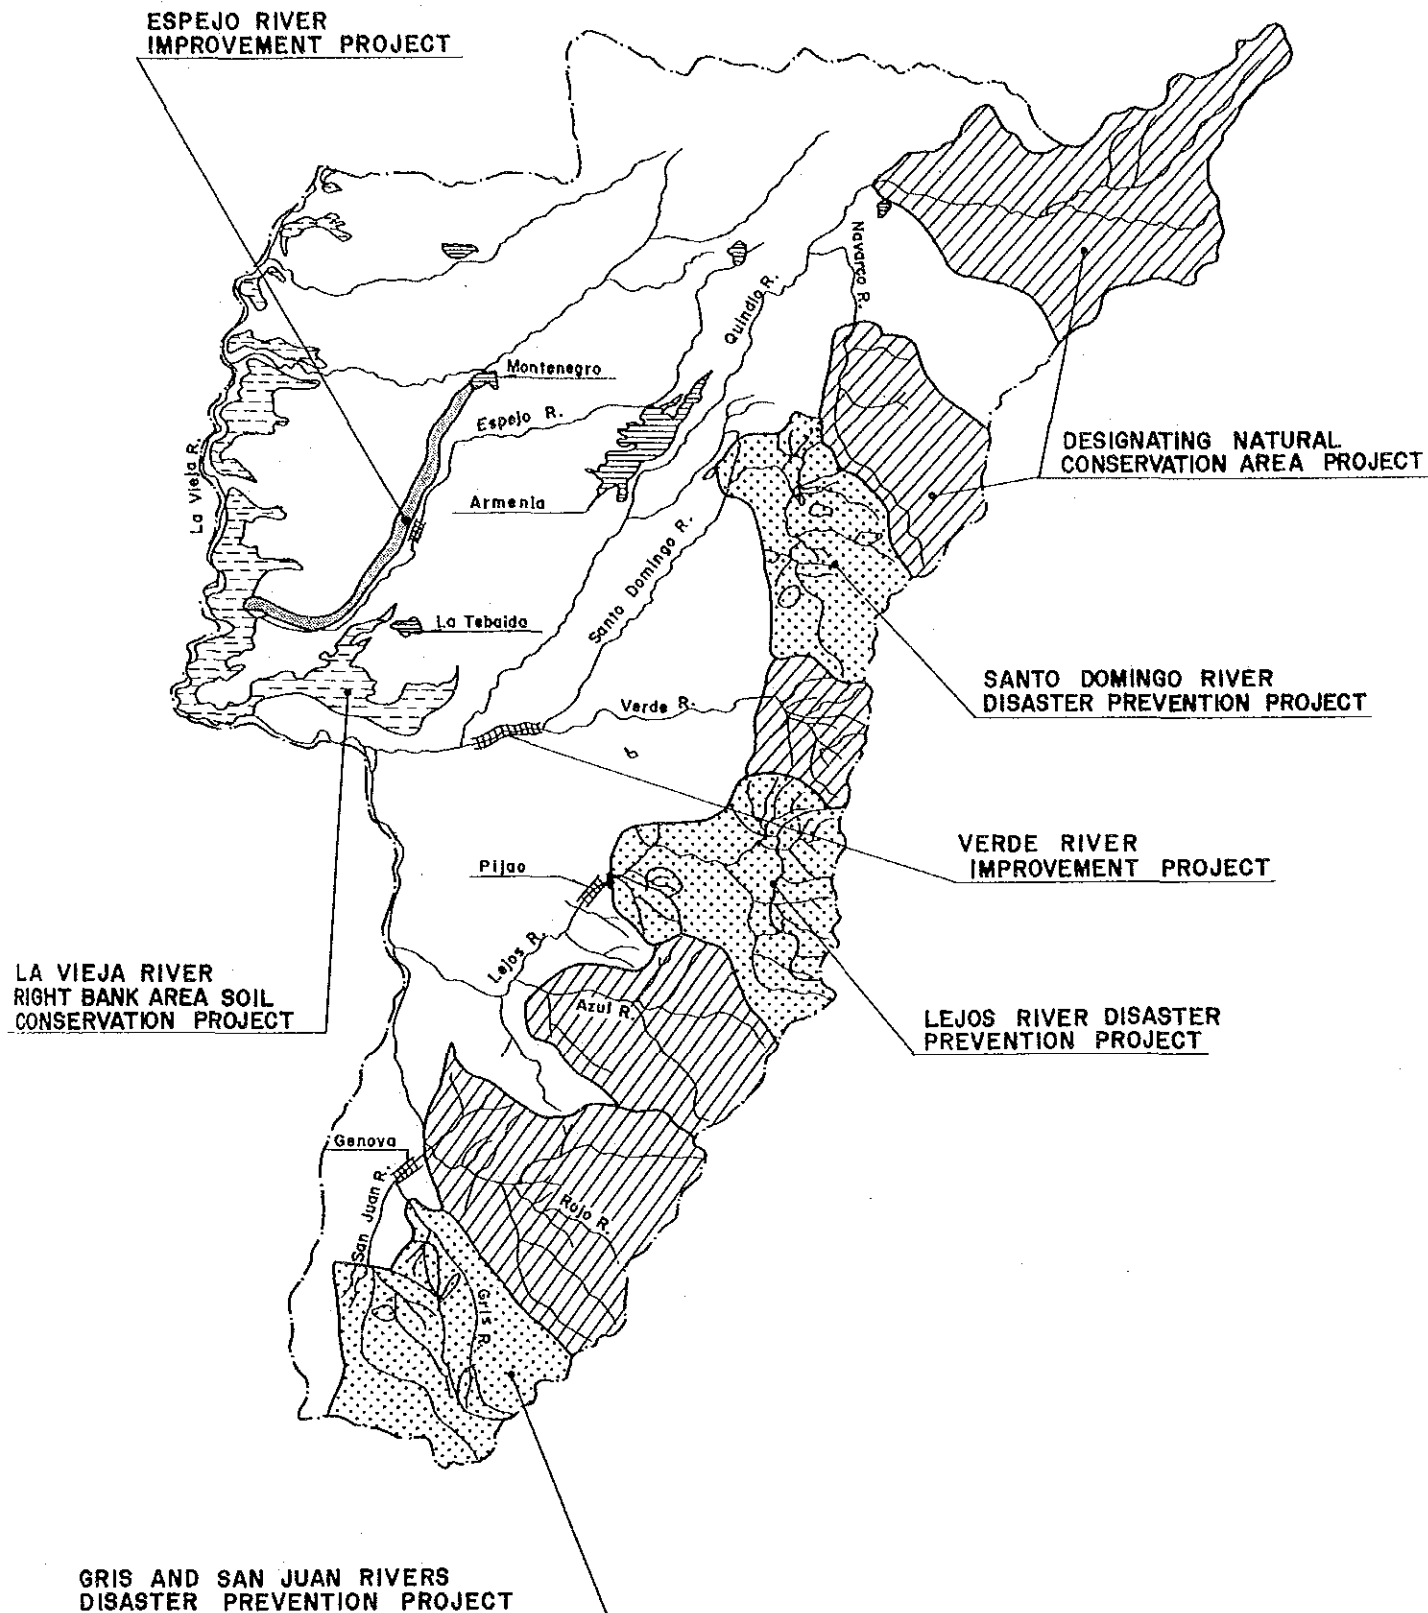 ESPEJO RIVER
IMPROVEMENT PROJECT
Navarco R.
Quindio R.
Montenegro
Espejo R.
La Vieja R.
DESIGNATING NATURAL
CONSERVATION AREA PROJECT
Armenia
Santo Domingo R.
La Tebaida
SANTO DOMINGO RIVER
DISASTER PREVENTION PROJECT
Verde R.
VERDE RIVER
IMPROVEMENT PROJECT
Pijao
Lejos R.
LA VIEJA RIVER
RIGHT BANK AREA SOIL
CONSERVATION PROJECT
Azul R.
LEJOS RIVER DISASTER
PREVENTION PROJECT
Genova
San Juan R.
Rojo R.
Gris R.
GRIS AND SAN JUAN RIVERS
DISASTER PREVENTION PROJECT